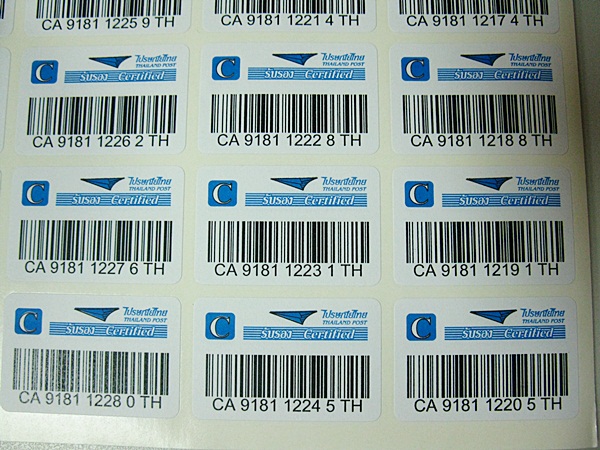 CA 9181 1225 9 TH
CA 9181 1221 4 TH
CA 9181 1217 4 TH
C
ไปรษณีย์ไทย
THAILAND POST
รับรอง Certified
CA 9181 1226 2 TH
C
ไปรษณีย์ไทย
THAILAND POST
รับรอง Certified
CA 9181 1222 8 TH
C
ไปรษณีย์ไทย
THAILAND POST
รับรอง Certified
CA 9181 1218 8 TH
C
ไปรษณีย์ไทย
THAILAND POST
รับรอง Certified
CA 9181 1227 6 TH
C
ไปรษณีย์ไทย
THAILAND POST
รับรอง Certified
CA 9181 1223 1 TH
C
ไปรษณีย์ไทย
THAILAND POST
รับรอง Certified
CA 9181 1219 1 TH
C
ไปรษณีย์ไทย
THAILAND POST
รับรอง Certified
CA 9181 1228 0 TH
C
ไปรษณีย์ไทย
THAILAND POST
รับรอง Certified
CA 9181 1224 5 TH
C
ไปรษณีย์ไทย
THAILAND POST
รับรอง Certified
CA 9181 1220 5 TH